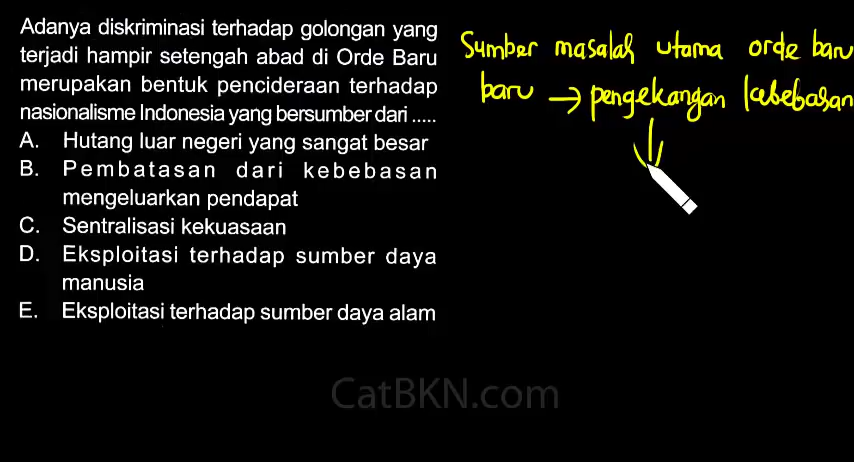 Adanya diskriminasi terhadap golongan yang
terjadi hampir setengah abad di Orde Baru
merupakan bentuk pencideraan terhadap
nasionalisme Indonesia yang bersumber dari .....
A. Hutang luar negeri yang sangat besar
B. Pembatasan dari kebebasan
mengeluarkan pendapat
C. Sentralisasi kekuasaan
D. Eksploitasi terhadap sumber daya
manusia
E. Eksploitasi terhadap sumber daya alam
Sumber masalah utama orde baru
baru → pengekangan kebebasan
CatBKN.com